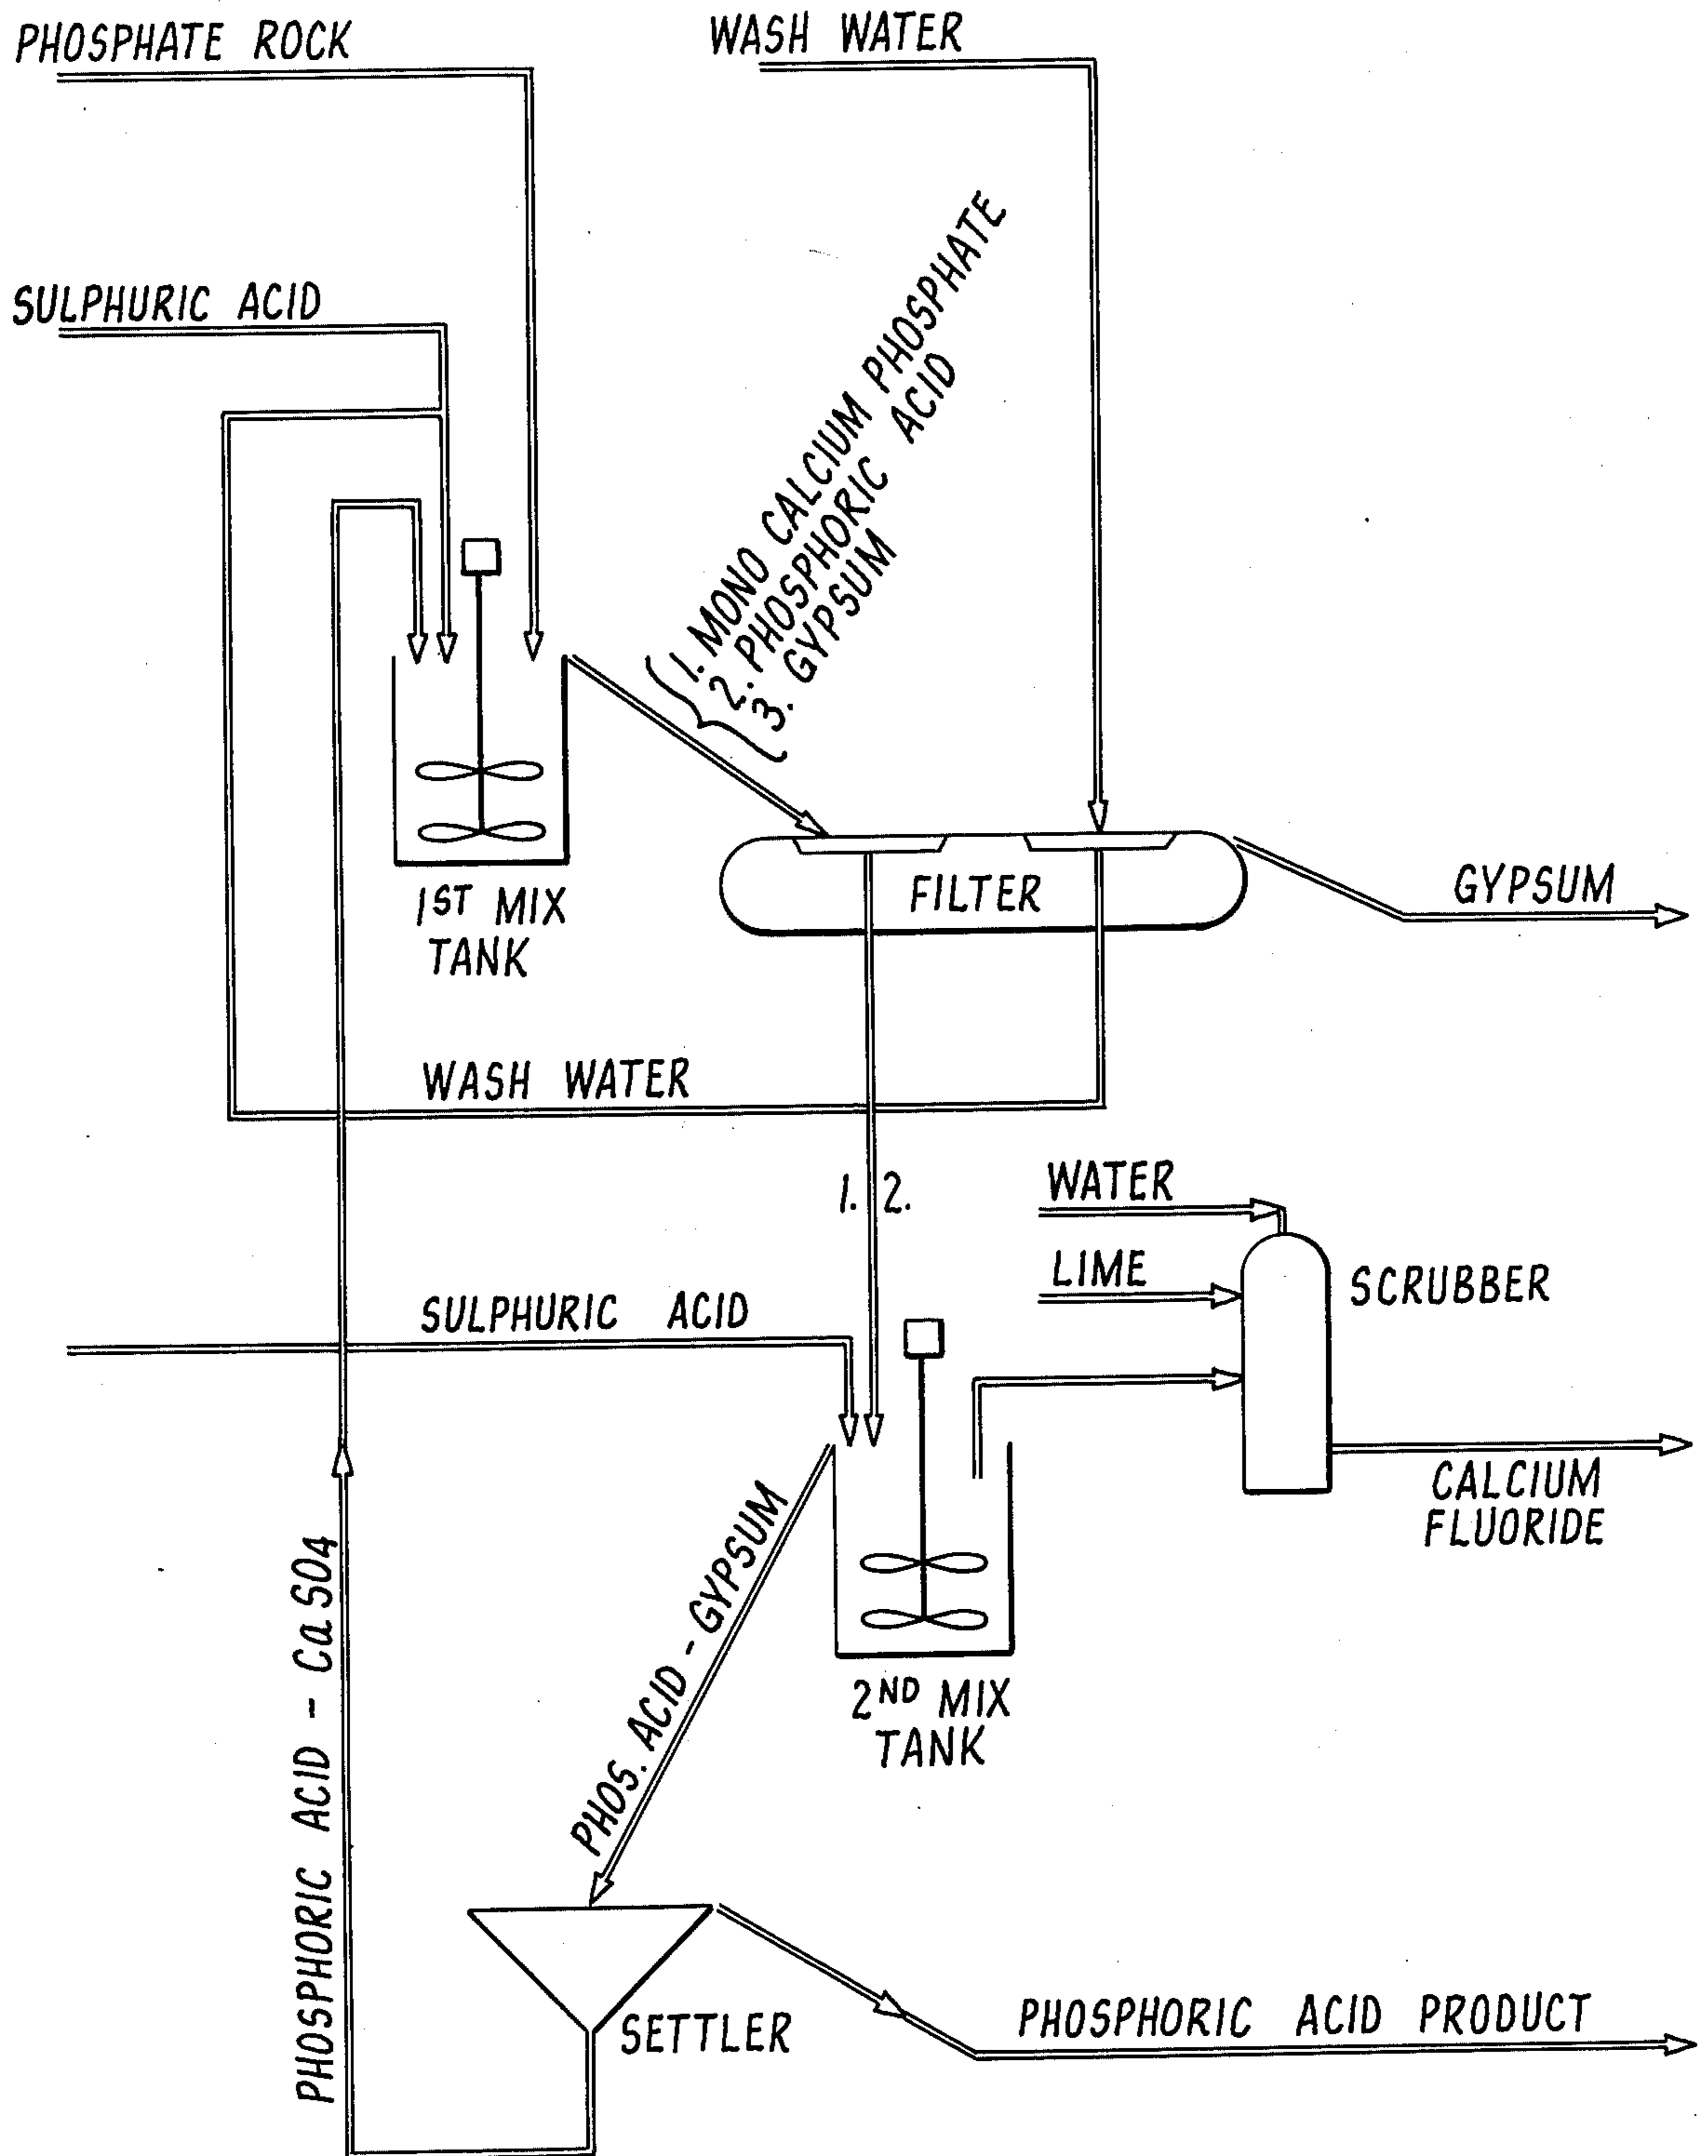 PHOSPHATE ROCK
WASH WATER
SULPHURIC ACID
1. MONO CALCIUM PHOSPHATE
2. PHOSPHORIC ACID
3. GYPSUM
FILTER
GYPSUM
1ST MIX
TANK
WASH WATER
1. 2.
WATER
LIME
SCRUBBER
SULPHURIC ACID
CALCIUM
FLUORIDE
PHOS. ACID - GYPSUM
PHOSPHORIC ACID - CaSO4
2ND MIX
TANK
SETTLER
PHOSPHORIC ACID PRODUCT